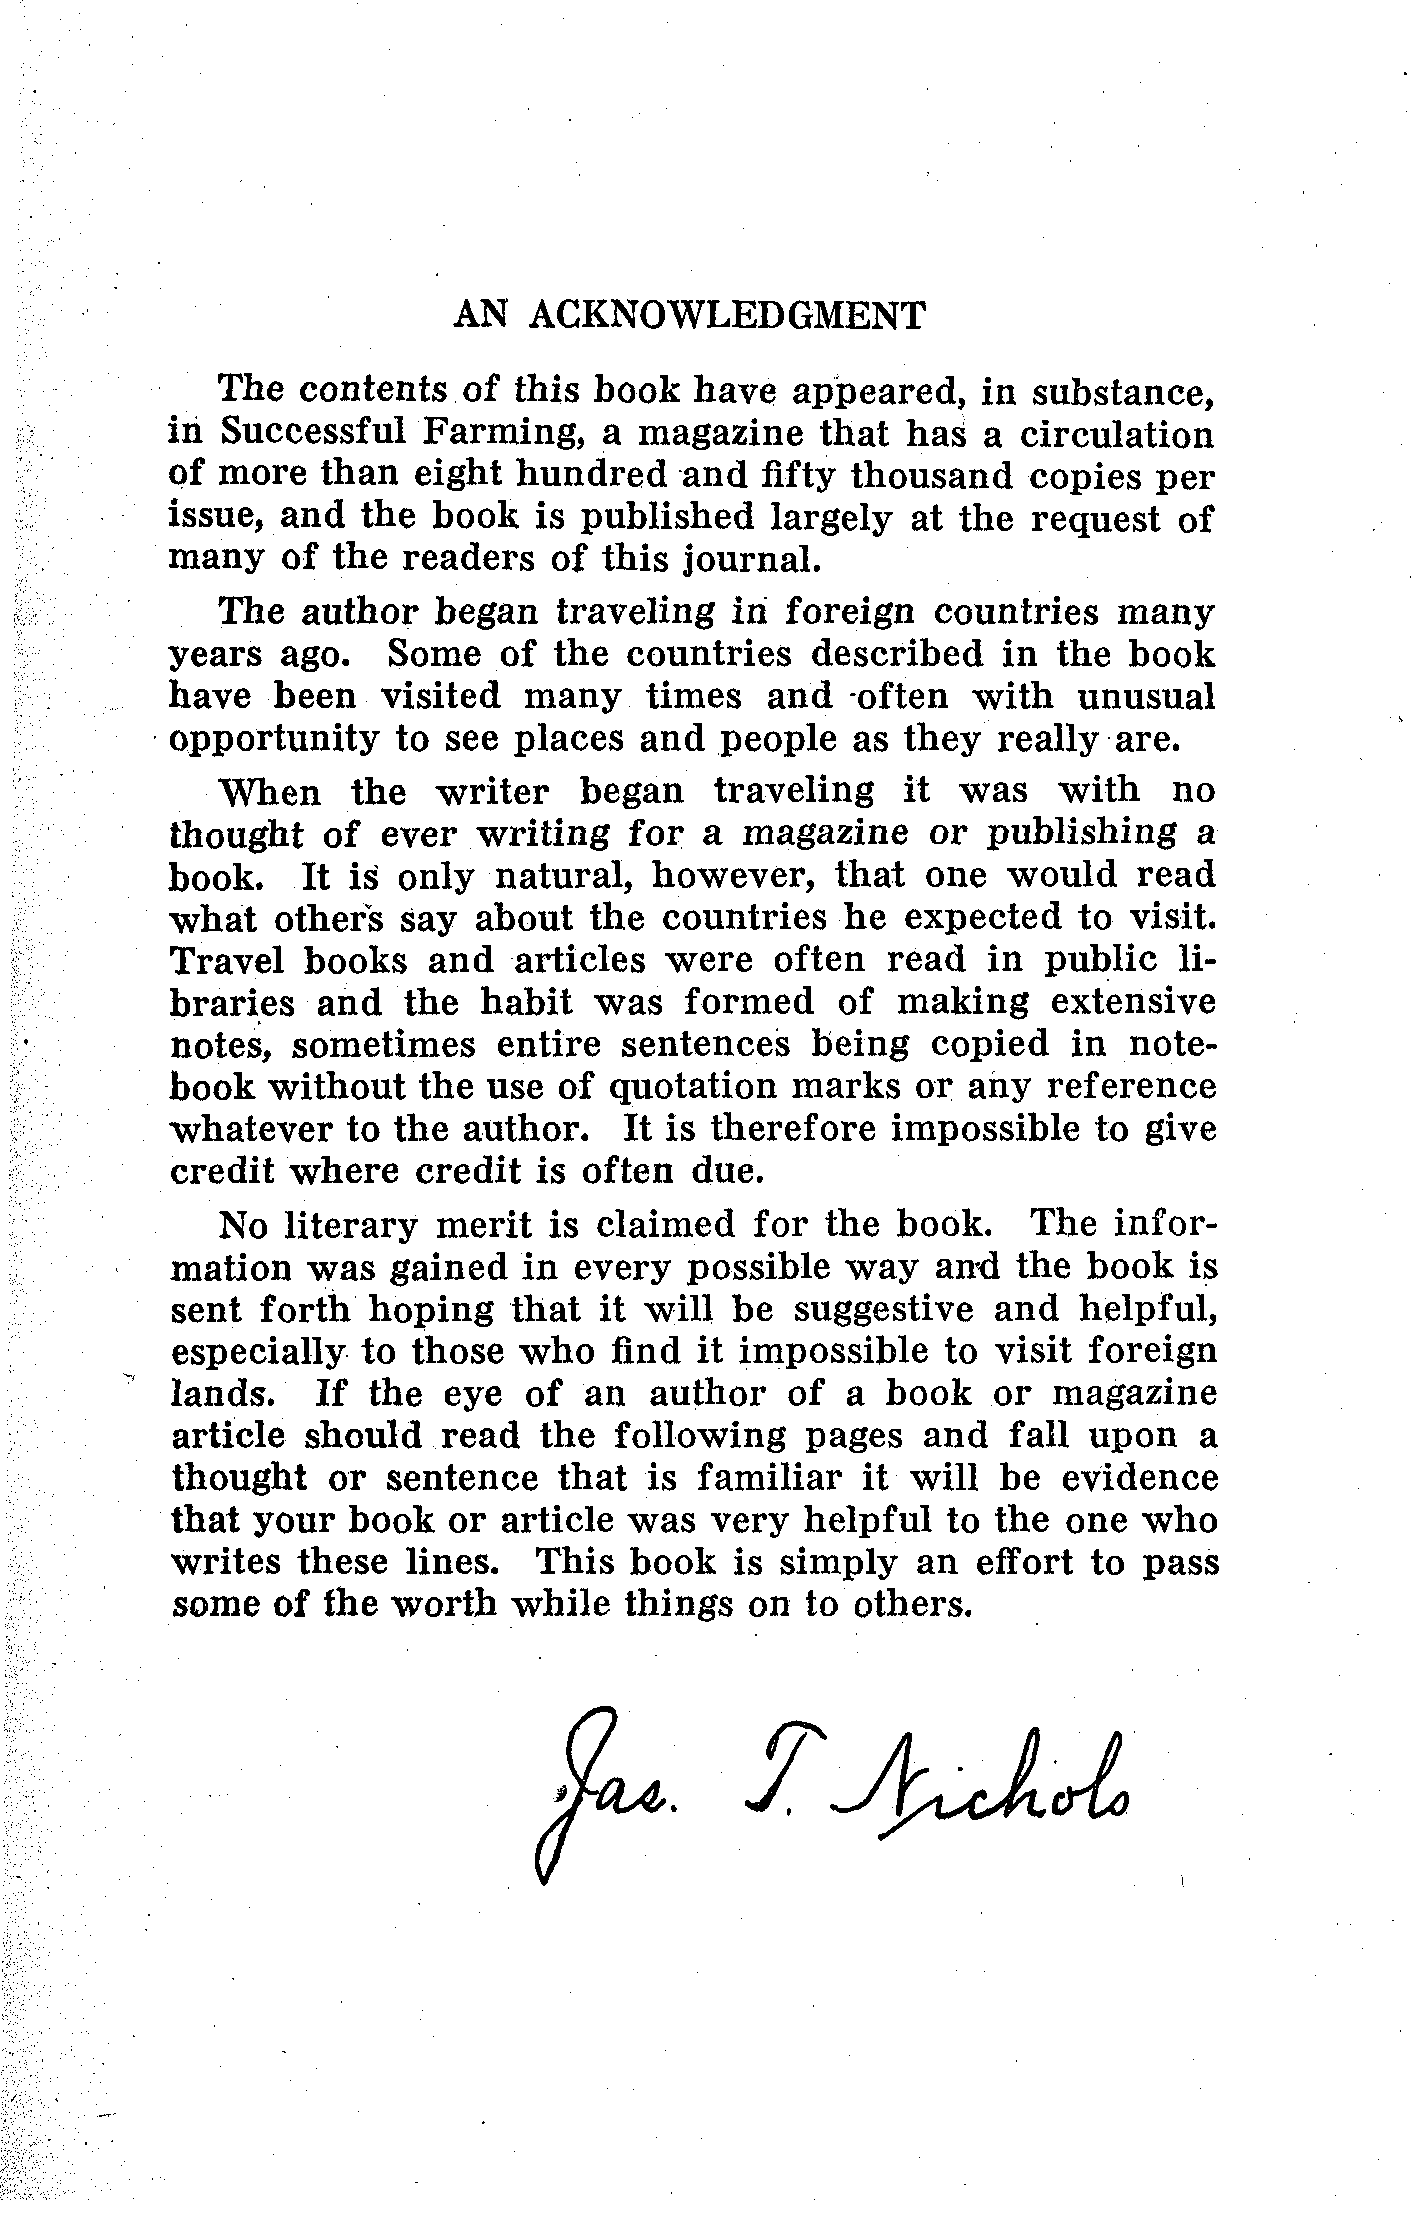 AN ACKNOWLEDGMENT
The contents of this book have appeared, in substance,
in Successful Farming, a magazine that has a circulation
of more than eight hundred and fifty thousand copies per
issue, and the book is published largely at the request of
many of the readers of this journal.
The author began traveling in foreign countries many
years ago. Some of the countries described in the book
have been visited many times and often with unusual
opportunity to see places and people as they really are.
When the writer began traveling it was with no
thought of ever writing for a magazine or publishing a
book. It is only natural, however, that one would read
what others say about the countries he expected to visit.
Travel books and articles were often read in public li-
braries and the habit was formed of making extensive
notes, sometimes entire sentences being copied in note-
book without the use of quotation marks or any reference
whatever to the author. It is therefore impossible to give
credit where credit is often due.
No literary merit is claimed for the book. The infor-
mation was gained in every possible way and the book is
sent forth hoping that it will be suggestive and helpful,
especially to those who find it impossible to visit foreign
lands. If the eye of an author of a book or magazine
article should read the following pages and fall upon a
thought or sentence that is familiar it will be evidence
that your book or article was very helpful to the one who
writes these lines. This book is simply an effort to pass
some of the worth while things on to others.
Jas. T. Nichols